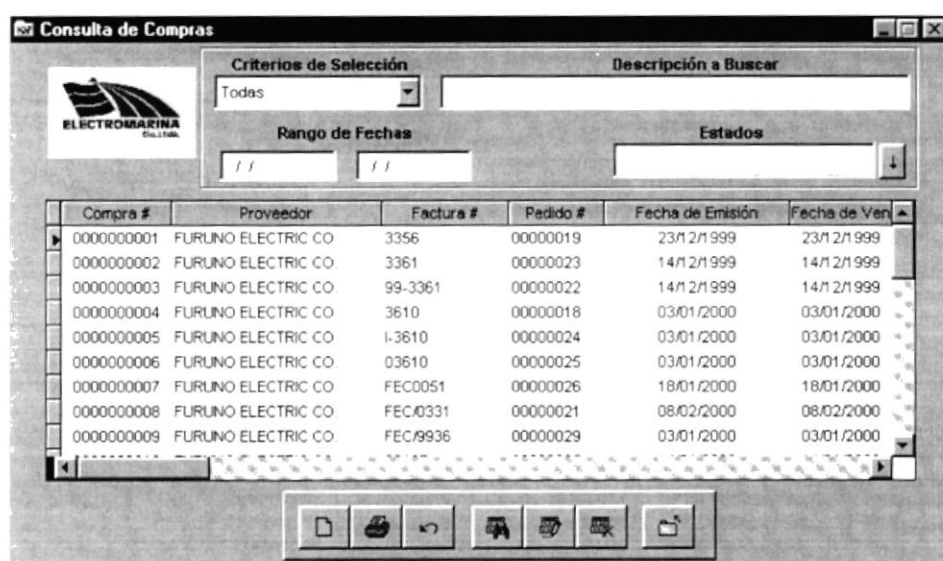 Consulta de Compras
Criterios de Selección Descripción a Buscar
Todas
ELECTROMARINA
Cia. Ltda.
Rango de Fechas Estados
/ / / /
Compra # Proveedor Factura # Pedido # Fecha de Emisión Fecha de Ven
0000000001 FURUNO ELECTRIC CO. 3356 00000019 23/12/1999 23/12/1999
0000000002 FURUNO ELECTRIC CO. 3361 00000023 14/12/1999 14/12/1999
0000000003 FURUNO ELECTRIC CO. 99-3361 00000022 14/12/1999 14/12/1999
0000000004 FURUNO ELECTRIC CO. 3610 00000018 03/01/2000 03/01/2000
0000000005 FURUNO ELECTRIC CO. I-3610 00000024 03/01/2000 03/01/2000
0000000006 FURUNO ELECTRIC CO. 03610 00000025 03/01/2000 03/01/2000
0000000007 FURUNO ELECTRIC CO. FEC0051 00000026 18/01/2000 18/01/2000
0000000008 FURUNO ELECTRIC CO. FEC/0331 00000021 08/02/2000 08/02/2000
0000000009 FURUNO ELECTRIC CO. FEC/9936 00000029 03/01/2000 03/01/2000